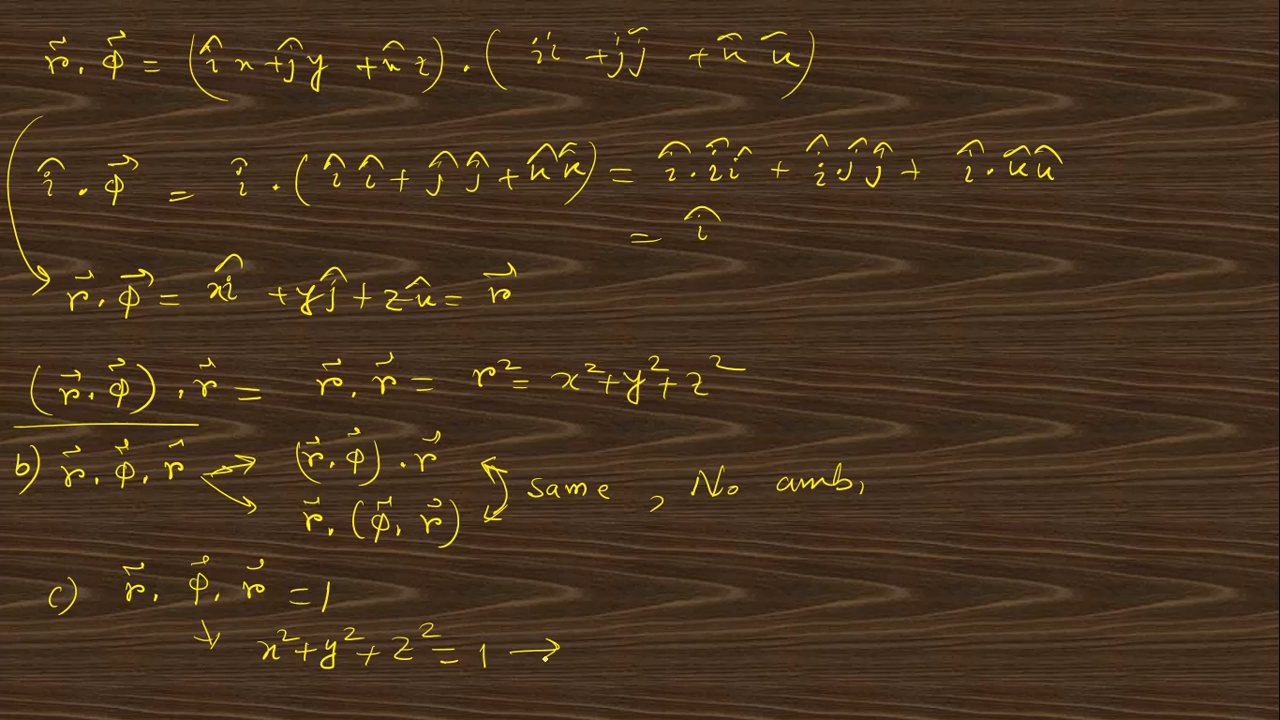 r⃗ . ϕ⃗ = (î x + ĵ y + k̂ z) . (îî + ĵĵ + k̂k̂)
î . ϕ⃗ = î . (îî + ĵĵ + k̂k̂) = î.îî + î.ĵĵ + î.k̂k̂
= î
r⃗ . ϕ⃗ = xî + yĵ + zk̂ = r⃗
(r⃗ . ϕ⃗) . r⃗ = r⃗ . r⃗ = r² = x² + y² + z²
b) r⃗ . ϕ⃗ . r⃗ → (r⃗ . ϕ⃗) . r⃗
r⃗ . (ϕ⃗ . r⃗) same , No amb.
c) r⃗ . ϕ⃗ . r⃗ = 1
↓ x² + y² + z² = 1 →